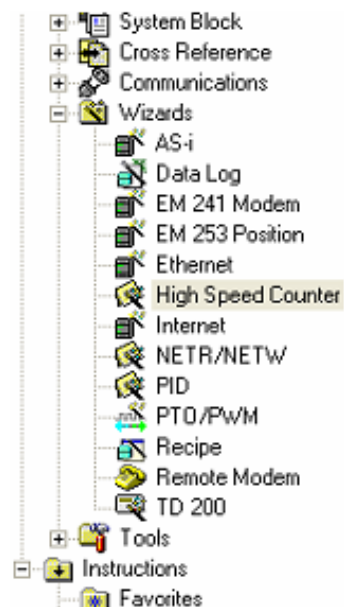 System Block
Cross Reference
Communications
Wizards
AS-i
Data Log
EM 241 Modem
EM 253 Position
Ethernet
High Speed Counter
Internet
NETR/NETW
PID
PTO/PWM
Recipe
Remote Modem
TD 200
Tools
Instructions
Favorites